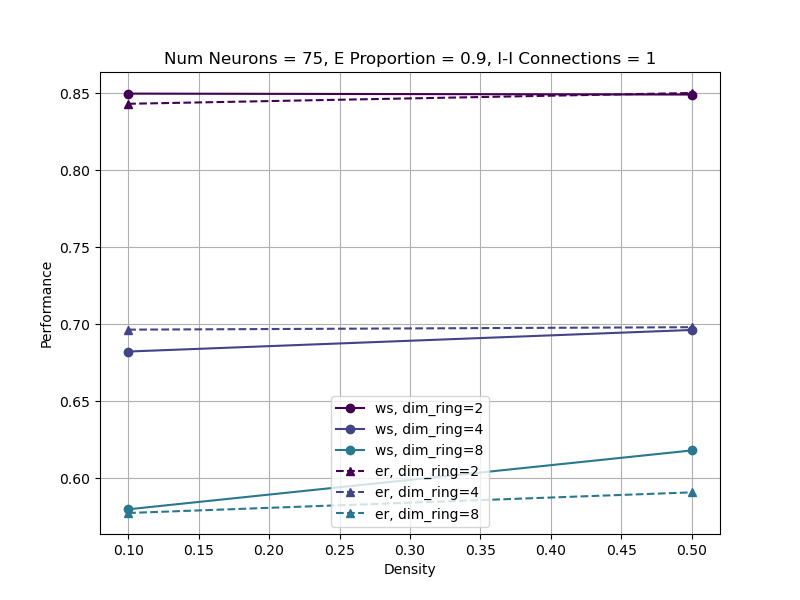 Num Neurons = 75, E Proportion = 0.9, I-I Connections = 1
0.85
0.80
0.75
0.70
0.65
0.60
Performance
ws, dim_ring=2
ws, dim_ring=4
ws, dim_ring=8
er, dim_ring=2
er, dim_ring=4
er, dim_ring=8
0.10 0.15 0.20 0.25 0.30 0.35 0.40 0.45 0.50
Density